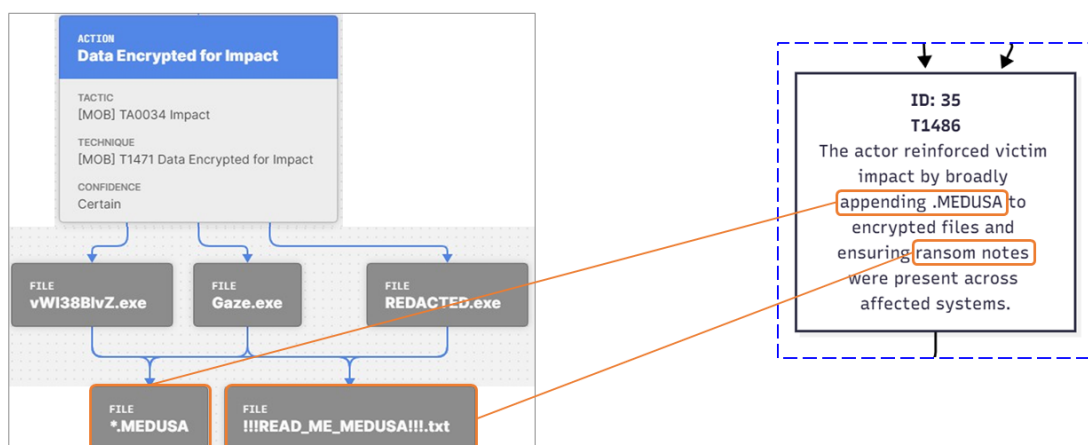 ACTION
Data Encrypted for Impact
TACTIC
[MOB] TA0034 Impact
TECHNIQUE
[MOB] T1471 Data Encrypted for Impact
CONFIDENCE
Certain
FILE
vWI38BIvZ.exe
FILE
Gaze.exe
FILE
REDACTED.exe
FILE
*.MEDUSA
FILE
!!!READ_ME_MEDUSA!!!.txt
ID: 35
T1486
The actor reinforced victim
impact by broadly
appending .MEDUSA to
encrypted files and
ensuring ransom notes
were present across
affected systems.